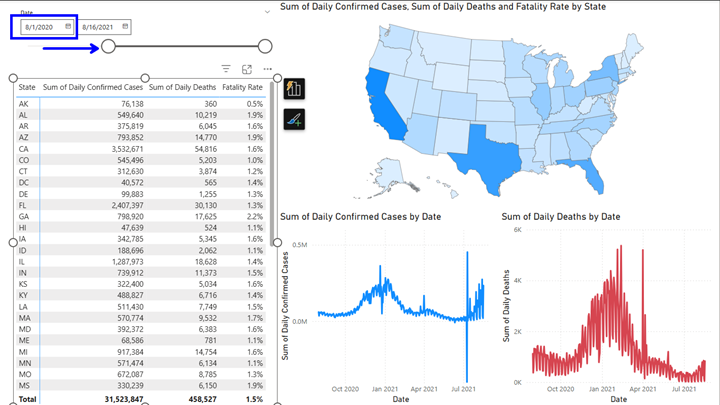 Date
8/1/2020 8/16/2021
Sum of Daily Confirmed Cases, Sum of Daily Deaths and Fatality Rate by State
State Sum of Daily Confirmed Cases Sum of Daily Deaths Fatality Rate
AK 76,138 360 0.5%
AL 549,640 10,219 1.9%
AR 375,819 6,045 1.6%
AZ 793,852 14,770 1.9%
CA 3,532,671 54,816 1.6%
CO 545,496 5,203 1.0%
CT 312,630 3,874 1.2%
DC 40,572 565 1.4%
DE 99,883 1,255 1.3%
FL 2,407,397 30,130 1.3%
GA 798,920 17,625 2.2%
HI 47,639 524 1.1%
IA 342,785 5,345 1.6%
ID 188,696 2,062 1.1%
IL 1,287,973 18,628 1.4%
IN 739,912 11,373 1.5%
KS 322,400 5,034 1.6%
KY 488,827 6,716 1.4%
LA 511,430 7,749 1.5%
MA 570,774 9,532 1.7%
MD 392,372 6,383 1.6%
ME 68,586 781 1.1%
MI 917,384 14,754 1.6%
MN 571,474 6,134 1.1%
MO 672,087 8,785 1.3%
MS 330,239 6,150 1.9%
Total 31,523,847 458,527 1.5%
Sum of Daily Confirmed Cases by Date
Sum of Daily Confirmed Cases
0.5M
0.0M
Oct 2020 Jan 2021 Apr 2021 Jul 2021
Date
Sum of Daily Deaths by Date
Sum of Daily Deaths
6K
4K
2K
0K
Oct 2020 Jan 2021 Apr 2021 Jul 2021
Date